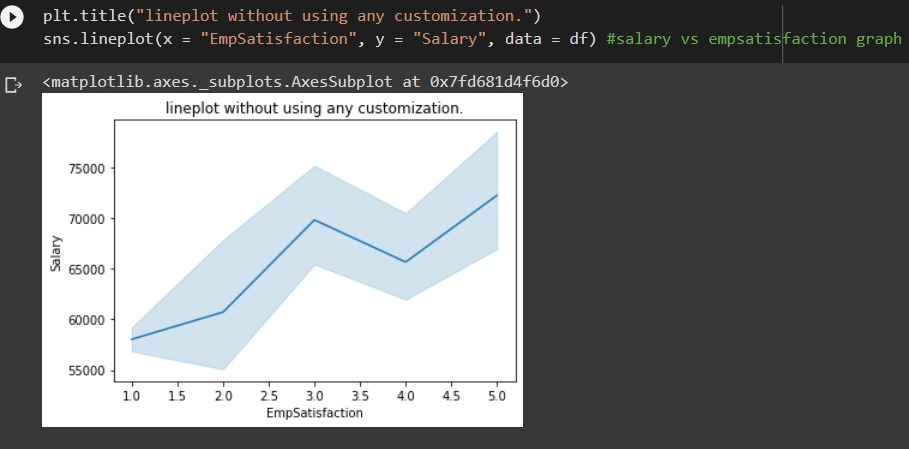 plt.title("lineplot without using any customization.")
sns.lineplot(x = "EmpSatisfaction", y = "Salary", data = df) #salary vs empsatisfaction graph
<matplotlib.axes._subplots.AxesSubplot at 0x7fd681d4f6d0>
lineplot without using any customization.
75000
70000
65000
60000
55000
Salary
1.0 1.5 2.0 2.5 3.0 3.5 4.0 4.5 5.0
EmpSatisfaction